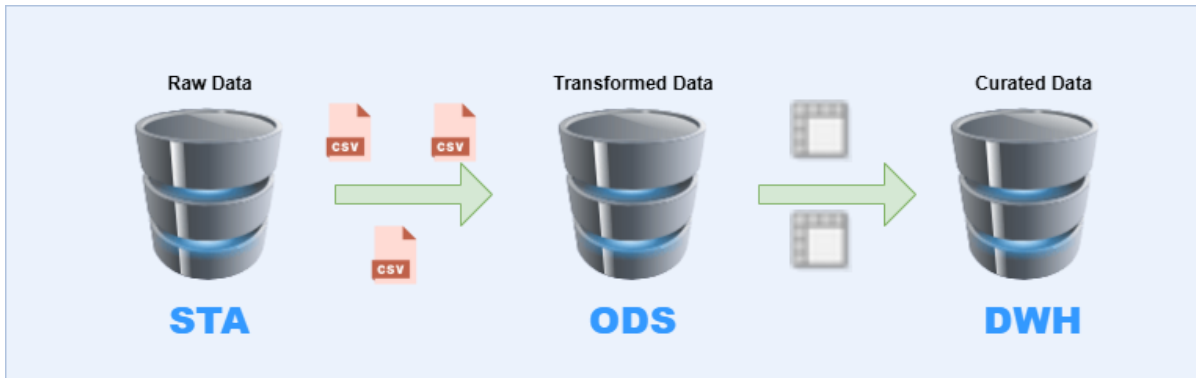 Raw Data
Transformed Data
Curated Data
CSV
CSV
CSV
STA
ODS
DWH